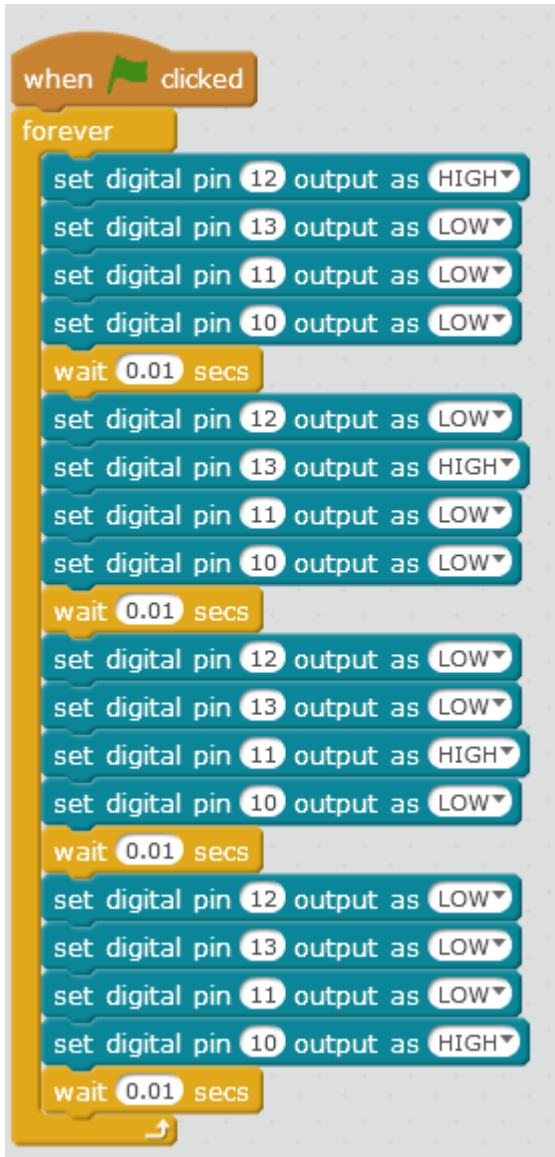 when clicked
forever
set digital pin 12 output as HIGH
set digital pin 13 output as LOW
set digital pin 11 output as LOW
set digital pin 10 output as LOW
wait 0.01 secs
set digital pin 12 output as LOW
set digital pin 13 output as HIGH
set digital pin 11 output as LOW
set digital pin 10 output as LOW
wait 0.01 secs
set digital pin 12 output as LOW
set digital pin 13 output as LOW
set digital pin 11 output as HIGH
set digital pin 10 output as LOW
wait 0.01 secs
set digital pin 12 output as LOW
set digital pin 13 output as LOW
set digital pin 11 output as LOW
set digital pin 10 output as HIGH
wait 0.01 secs